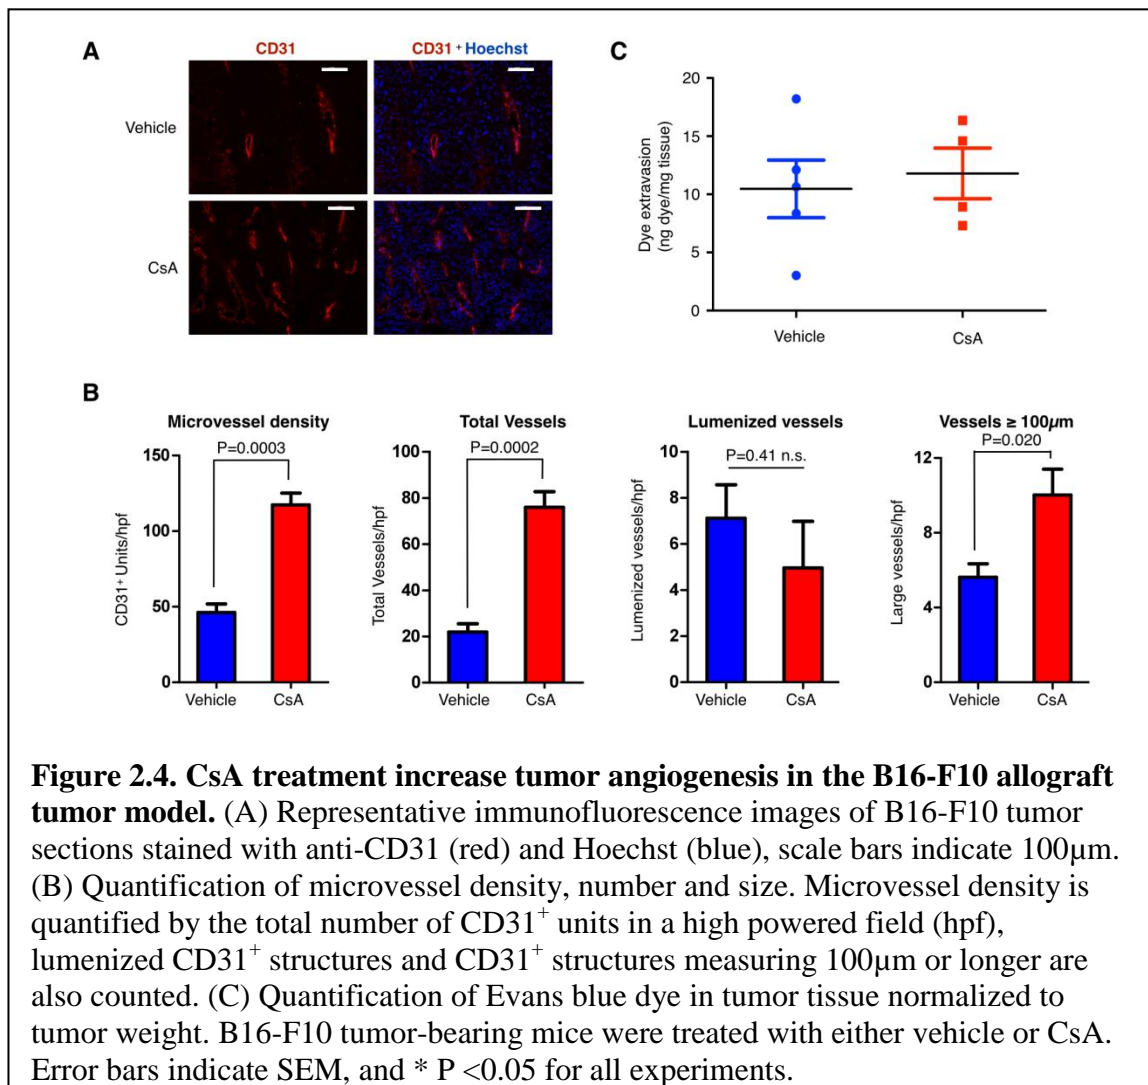 A
CD31
CD31 + Hoechst
Vehicle
CsA
C
Dye extravasion
(ng dye/mg tissue)
20
15
10
5
0
Vehicle
CsA
B
Microvessel density
P=0.0003
CD31+ Units/hpf
150
100
50
0
Vehicle
CsA
Total Vessels
P=0.0002
Total Vessels/hpf
100
80
60
40
20
0
Vehicle
CsA
Lumenized vessels
P=0.41 n.s.
Lumenized vessels/hpf
10
8
6
4
2
0
Vehicle
CsA
Vessels ≥ 100µm
P=0.020
Large vessels/hpf
12
8
4
0
Vehicle
CsA
Figure 2.4. CsA treatment increase tumor angiogenesis in the B16-F10 allograft
tumor model. (A) Representative immunofluorescence images of B16-F10 tumor
sections stained with anti-CD31 (red) and Hoechst (blue), scale bars indicate 100µm.
(B) Quantification of microvessel density, number and size. Microvessel density is
quantified by the total number of CD31+ units in a high powered field (hpf),
lumenized CD31+ structures and CD31+ structures measuring 100µm or longer are
also counted. (C) Quantification of Evans blue dye in tumor tissue normalized to
tumor weight. B16-F10 tumor-bearing mice were treated with either vehicle or CsA.
Error bars indicate SEM, and * P <0.05 for all experiments.